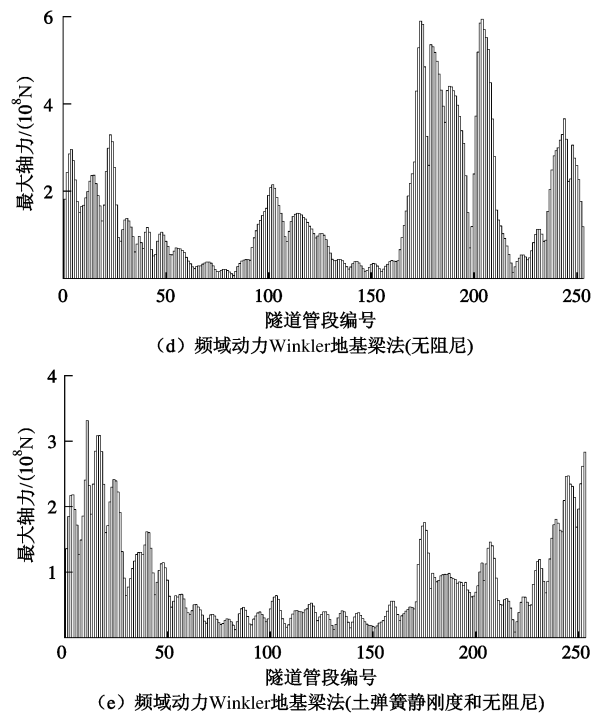 6
4
2
最大轴力/(10⁸N)
0 50 100 150 200 250
隧道管段编号
(d) 频域动力Winkler地基梁法(无阻尼)
4
3
2
1
最大轴力/(10⁸N)
0 50 100 150 200 250
隧道管段编号
(e) 频域动力Winkler地基梁法(土弹簧静刚度和无阻尼)